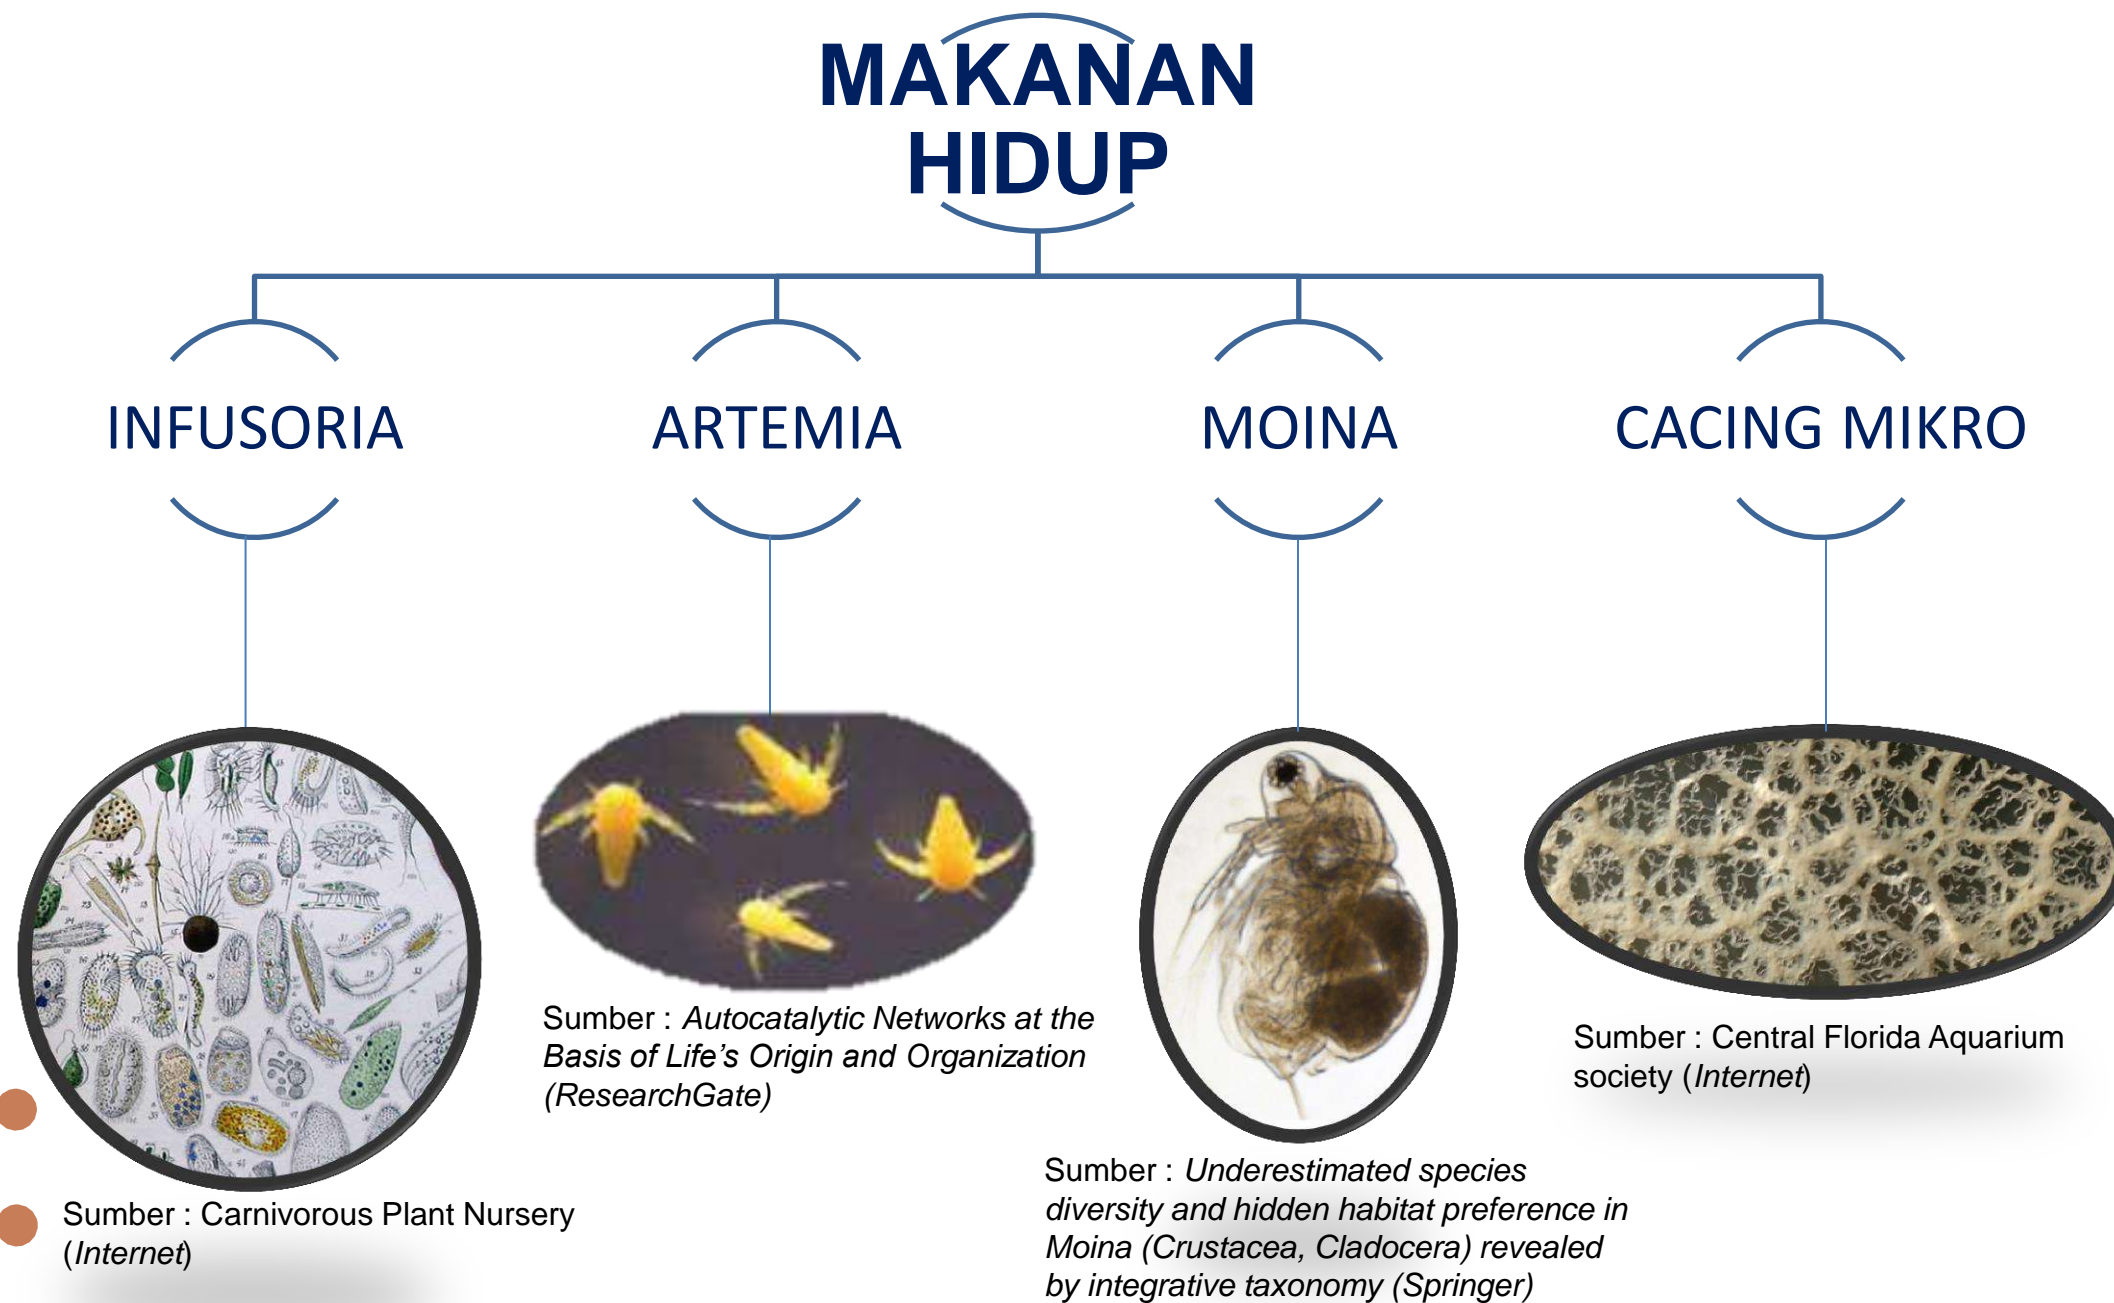 MAKANAN
HIDUP
INFUSORIA
ARTEMIA
MOINA
CACING MIKRO
Sumber : Carnivorous Plant Nursery
(Internet)
Sumber : Autocatalytic Networks at the
Basis of Life’s Origin and Organization
(ResearchGate)
Sumber : Underestimated species
diversity and hidden habitat preference in
Moina (Crustacea, Cladocera) revealed
by integrative taxonomy (Springer)
Sumber : Central Florida Aquarium
society (Internet)